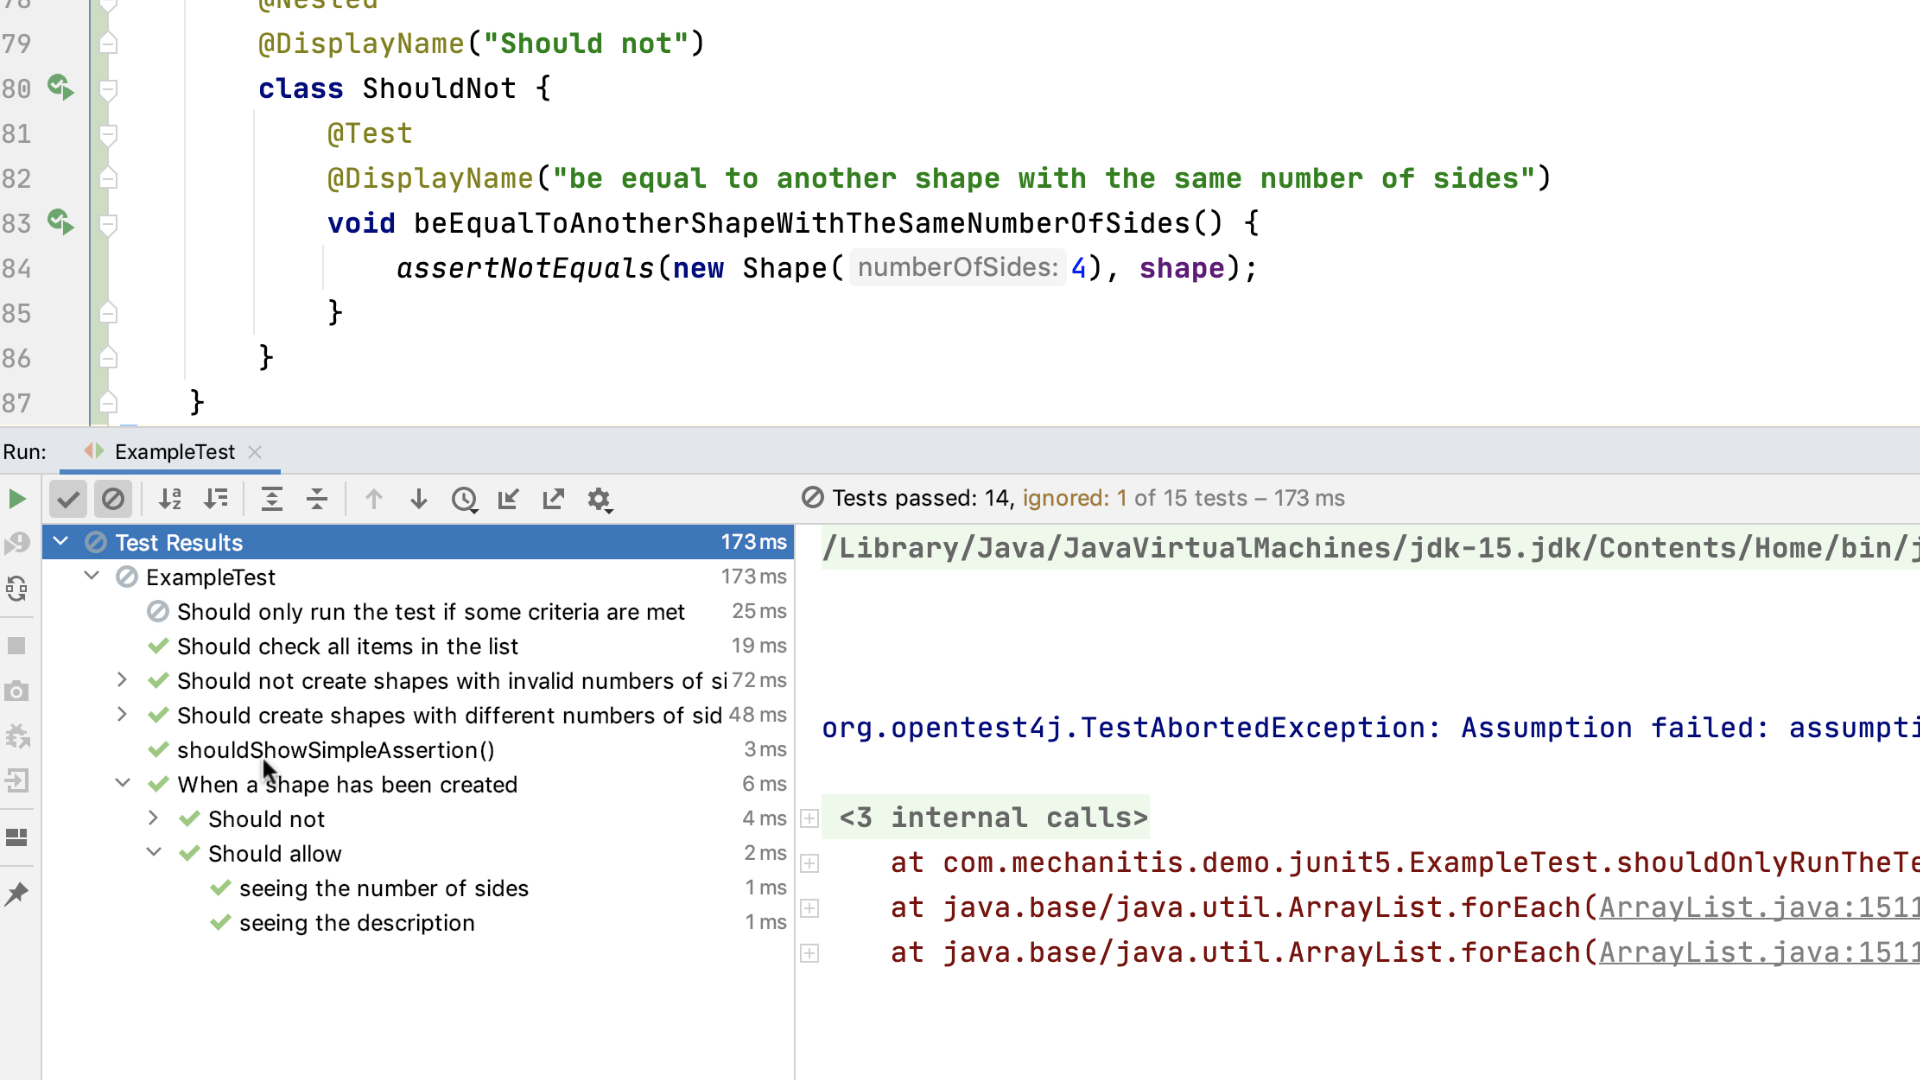 78 @Nested
79 @DisplayName("Should not")
80 class ShouldNot {
81 @Test
82 @DisplayName("be equal to another shape with the same number of sides")
83 void beEqualToAnotherShapeWithTheSameNumberOfSides() {
84 assertNotEquals(new Shape( numberOfSides: 4), shape);
85 }
86 }
87 }
Run: ExampleTest
Tests passed: 14, ignored: 1 of 15 tests – 173 ms
Test Results 173 ms
ExampleTest 173 ms
Should only run the test if some criteria are met 25 ms
Should check all items in the list 19 ms
Should not create shapes with invalid numbers of si 72 ms
Should create shapes with different numbers of sid 48 ms
shouldShowSimpleAssertion() 3 ms
When a shape has been created 6 ms
Should not 4 ms
Should allow 2 ms
seeing the number of sides 1 ms
seeing the description 1 ms
/Library/Java/JavaVirtualMachines/jdk-15.jdk/Contents/Home/bin/j
org.opentest4j.TestAbortedException: Assumption failed: assumpti
<3 internal calls>
at com.mechanitis.demo.junit5.ExampleTest.shouldOnlyRunTheTe
at java.base/java.util.ArrayList.forEach(ArrayList.java:1511
at java.base/java.util.ArrayList.forEach(ArrayList.java:1511